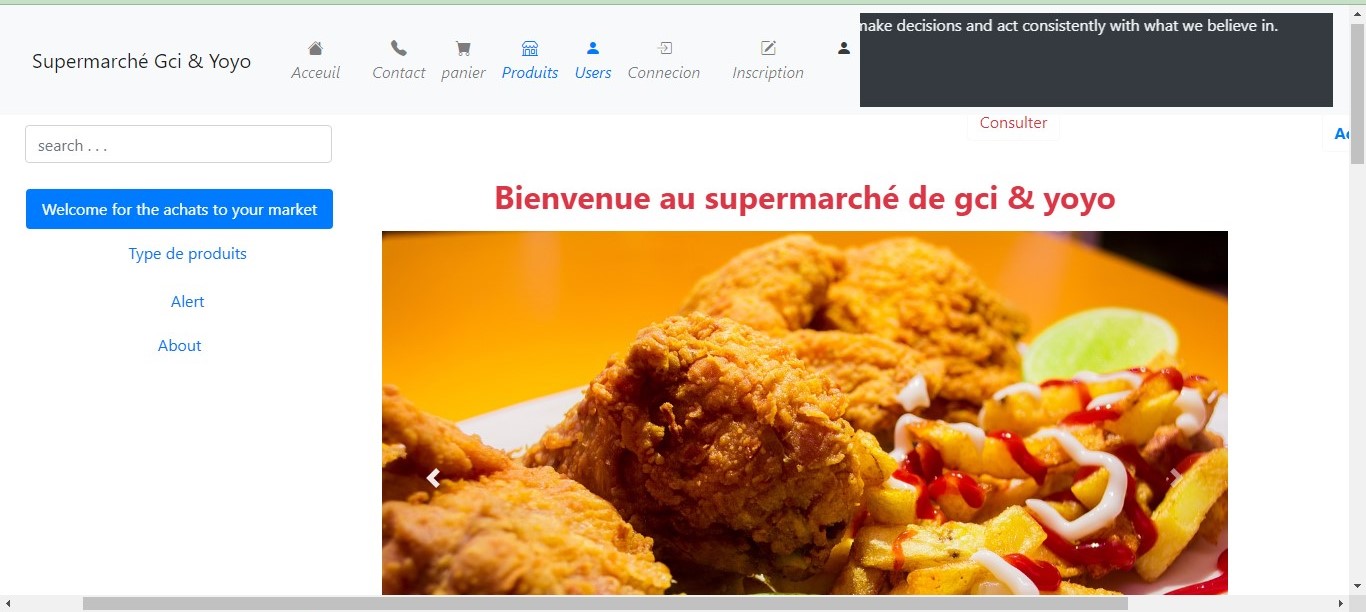 make decisions and act consistently with what we believe in.
Supermarché Gci & Yoyo
Acceuil Contact panier Produits Users Connecion Inscription
Consulter
search . . .
Bienvenue au supermarché de gci & yoyo
Welcome for the achats to your market
Type de produits
Alert
About